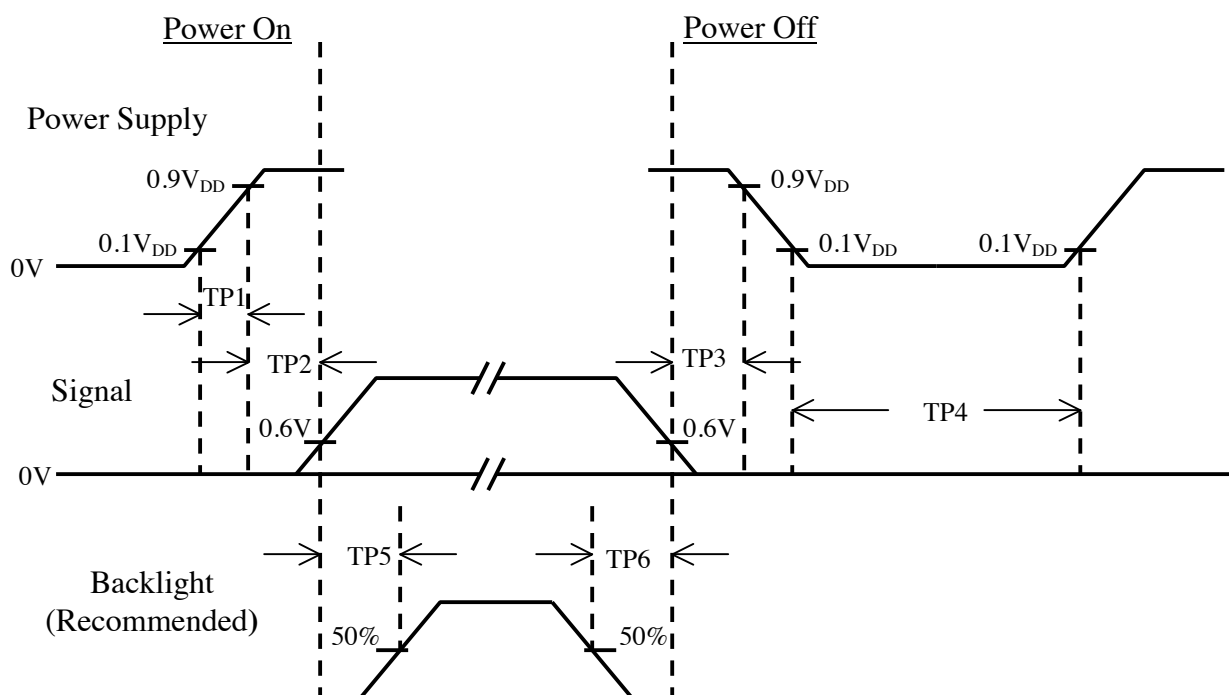 Power On
Power Off
Power Supply
0.9VDD
0.9VDD
0.1VDD
0.1VDD
0.1VDD
0V
TP1
TP2
TP3
Signal
TP4
0.6V
0.6V
0V
TP5
TP6
Backlight
(Recommended)
50%
50%